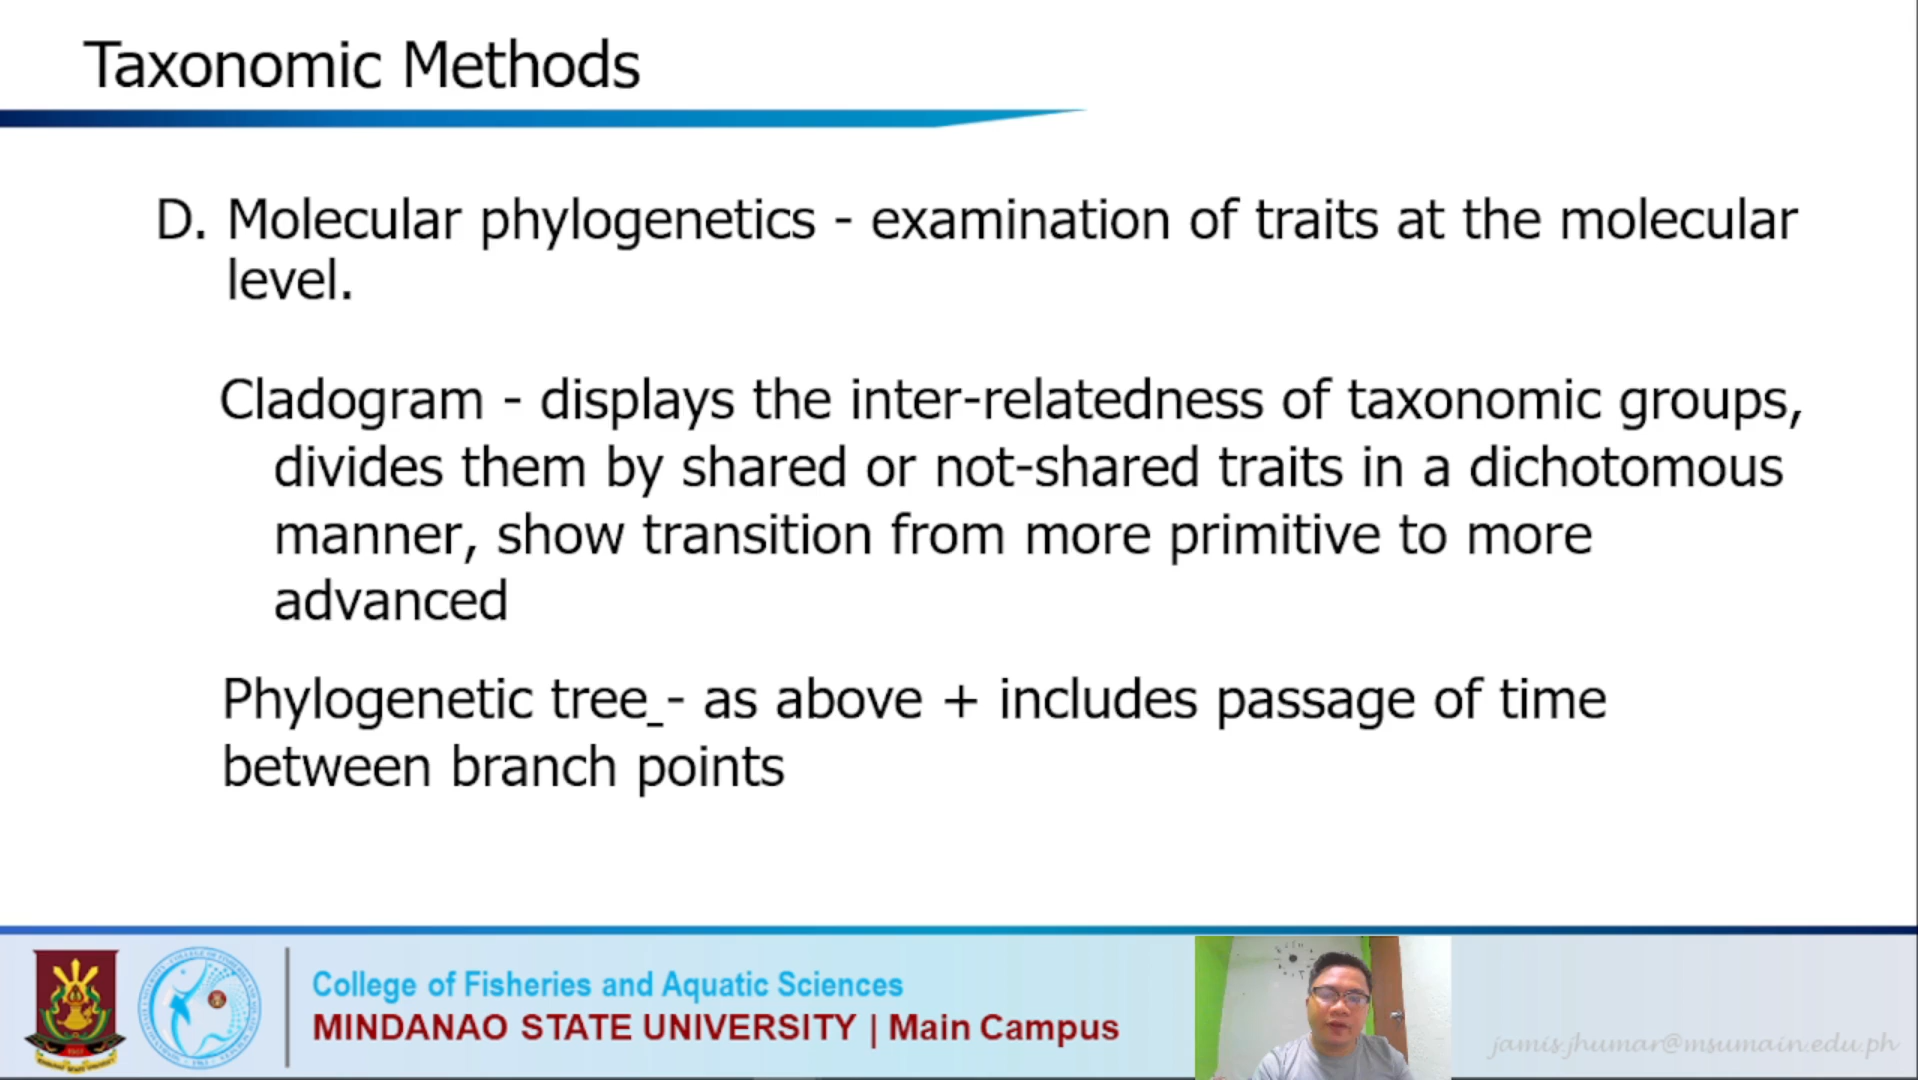 Taxonomic Methods
D. Molecular phylogenetics - examination of traits at the molecular
level.
Cladogram - displays the inter-relatedness of taxonomic groups,
divides them by shared or not-shared traits in a dichotomous
manner, show transition from more primitive to more
advanced
Phylogenetic tree_- as above + includes passage of time
between branch points
College of Fisheries and Aquatic Sciences
MINDANAO STATE UNIVERSITY | Main Campus
jamis.jhumar@msumain.edu.ph